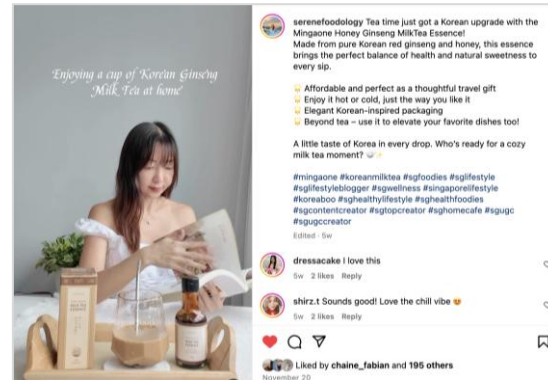 Enjoying a cup of Korean Ginseng
Milk Tea at home
serenefoodology Tea time just got a Korean upgrade with the
Mingaone Honey Ginseng MilkTea Essence!
Made from pure Korean red ginseng and honey, this essence
brings the perfect balance of health and natural sweetness to
every sip.
Affordable and perfect as a thoughtful travel gift
Enjoy it hot or cold, just the way you like it
Elegant Korean-inspired packaging
Beyond tea – use it to elevate your favorite dishes too!
A little taste of Korea in every drop. Who's ready for a cozy
milk tea moment?
#mingaone #koreanmilktea #sgfoodies #sglifestyle
#sglifestyleblogger #sgwellness #singaporelifestyle
#koreaboo #sghealthylifestyle #sghealthfoodies
#sgcontentcreator #sgtopcreator #sghomecafe #sgugc
#sgugccreator
Edited · 5w
dressacake I love this
5w 2 likes Reply
shirz.t Sounds good! Love the chill vibe 😍
5w 2 likes Reply
Liked by chaine_fabian and 195 others
November 20